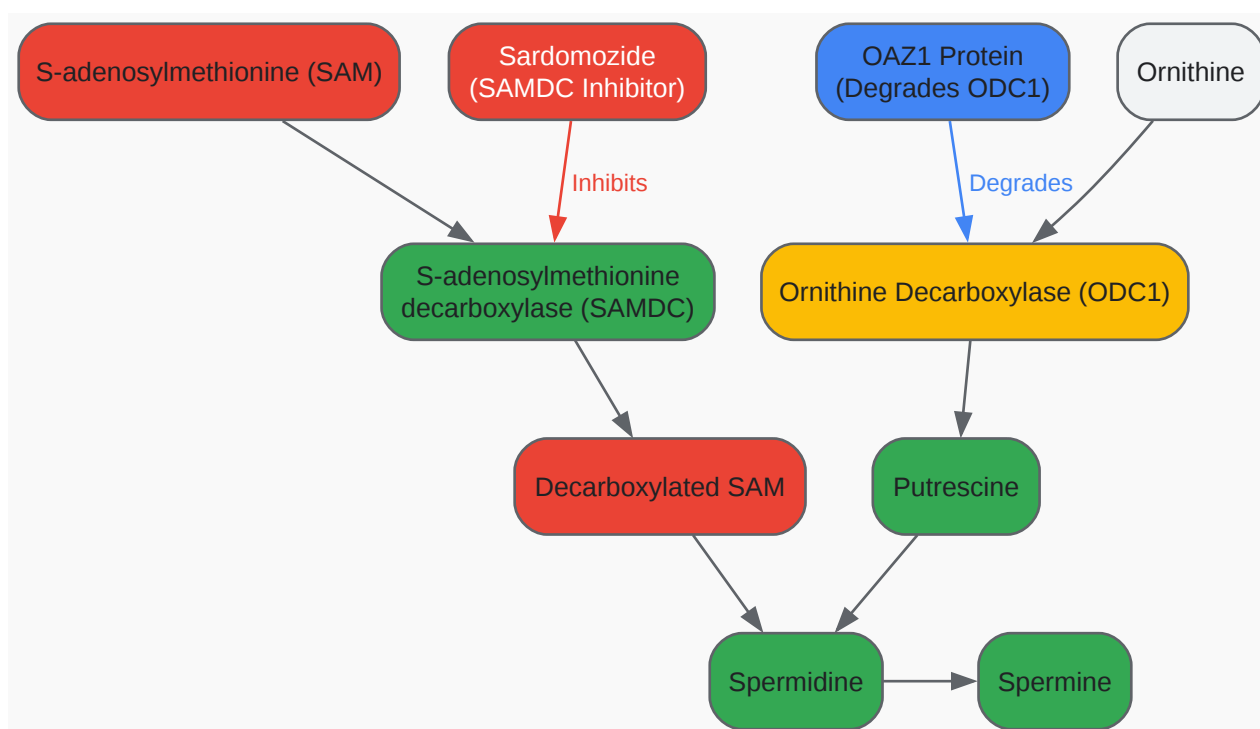 S-adenosylmethionine (SAM)
Sardomozide
(SAMDC Inhibitor)
OAZ1 Protein
(Degrades ODC1)
Ornithine
Inhibits
Degrades
S-adenosylmethionine
decarboxylase (SAMDC)
Ornithine Decarboxylase (ODC1)
Decarboxylated SAM
Putrescine
Spermidine
Spermine